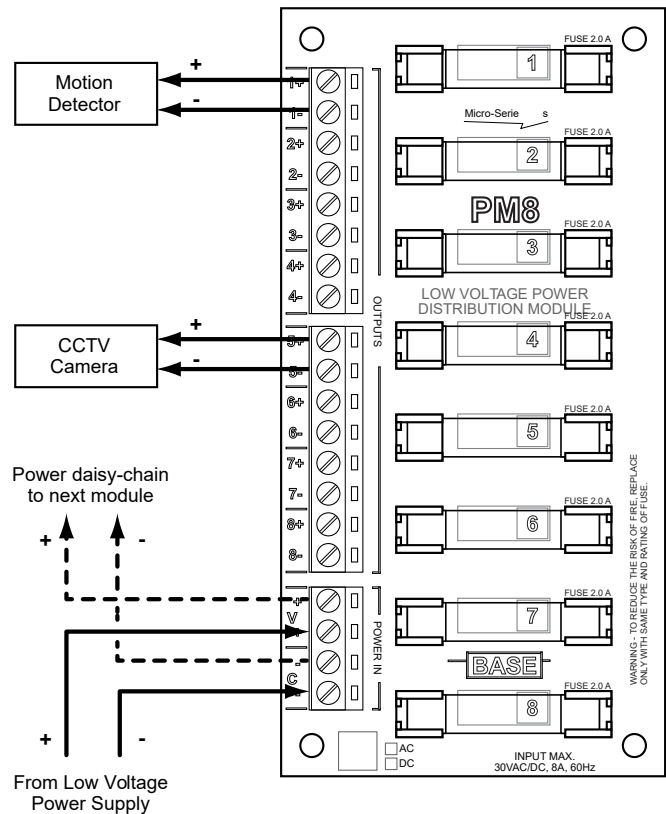 Motion
Detector
+
-
CCTV
Camera
+
-
Power daisy-chain
to next module
+
-
+
-
From Low Voltage
Power Supply
1+
1-
2+
2-
3+
3-
4+
4-
5+
5-
6+
6-
7+
7-
8+
8-
OUTPUTS
+
V
+
-
C
-
POWER IN
FUSE 2.0 A
1
Micro-Serie s
FUSE 2.0 A
2
PM8
FUSE 2.0 A
3
LOW VOLTAGE POWER
DISTRIBUTION MODULE
FUSE 2.0 A
4
FUSE 2.0 A
5
FUSE 2.0 A
6
FUSE 2.0 A
7
BASE
FUSE 2.0 A
8
WARNING - TO REDUCE THE RISK OF FIRE, REPLACE
ONLY WITH SAME TYPE AND RATING OF FUSE.
AC
DC
INPUT MAX.
30VAC/DC, 8A, 60Hz